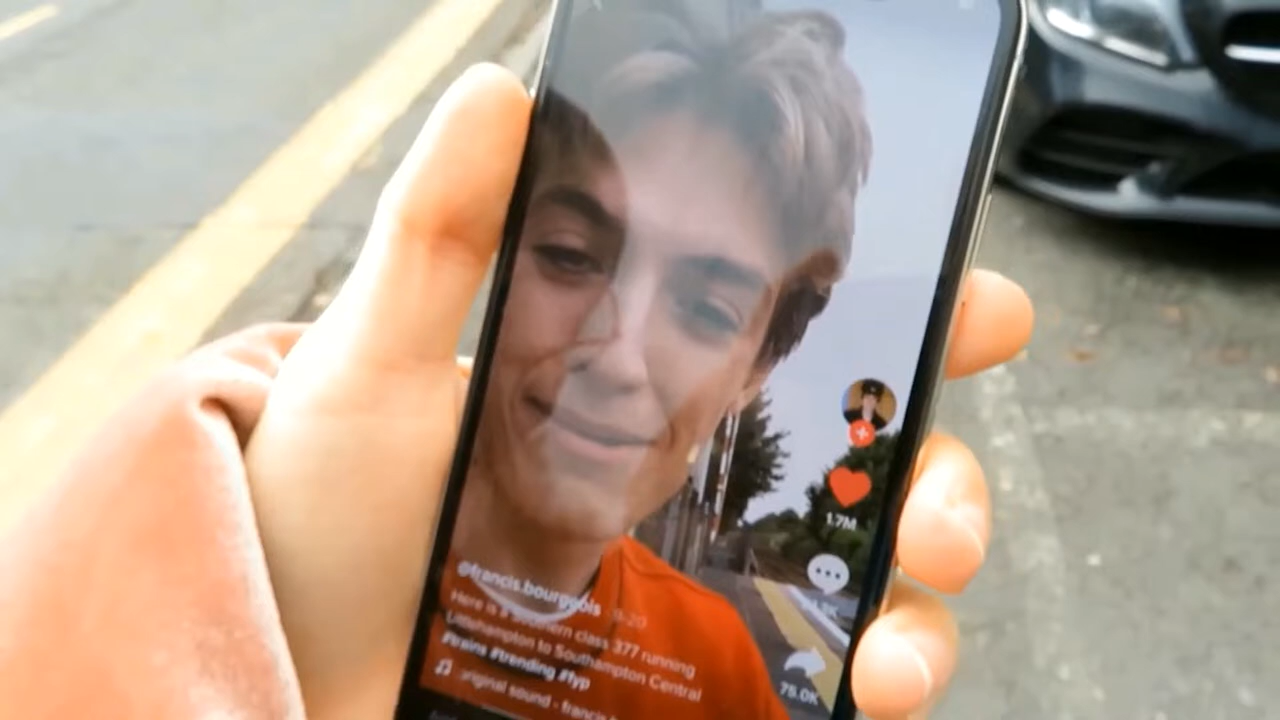 1.7M
@francis.bourgeois
Here is a Southern class 377 running
Littlehampton to Southampton Central
#trains #trending #fyp
original sound - francis
75.0K